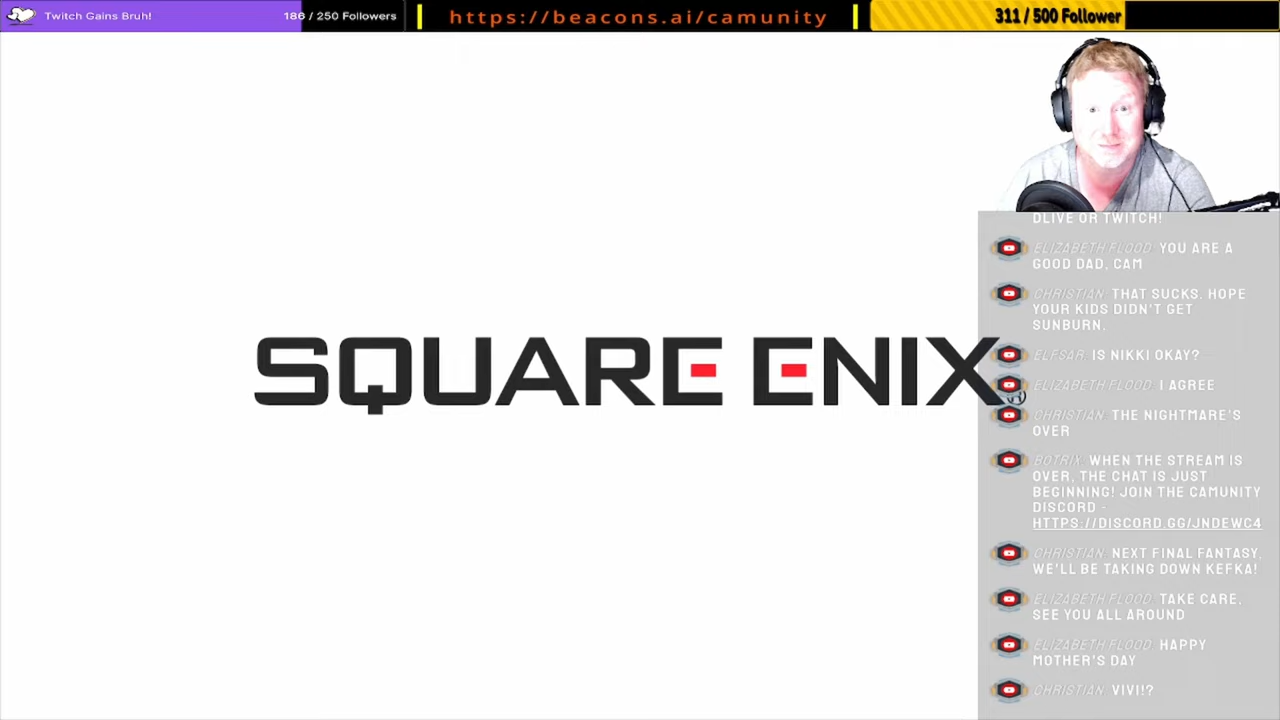 Twitch Gains Bruh!
186 / 250 Followers
https://beacons.ai/camunity
311 / 500 Follower
SQUARE ENIX®
DLIVE OR TWITCH!
ELIZABETH FLOOD: YOU ARE A
GOOD DAD, CAM
CHRISTIAN: THAT SUCKS. HOPE
YOUR KIDS DIDN'T GET
SUNBURN.
ELFSAR: IS NIKKI OKAY?
ELIZABETH FLOOD: I AGREE
CHRISTIAN: THE NIGHTMARE'S
OVER
BOTRIX: WHEN THE STREAM IS
OVER, THE CHAT IS JUST
BEGINNING! JOIN THE CAMUNITY
DISCORD -
HTTPS://DISCORD.GG/JNDEWC4
CHRISTIAN: NEXT FINAL FANTASY,
WE'LL BE TAKING DOWN KEFKA!
ELIZABETH FLOOD: TAKE CARE,
SEE YOU ALL AROUND
ELIZABETH FLOOD: HAPPY
MOTHER'S DAY
CHRISTIAN: VIVI!?